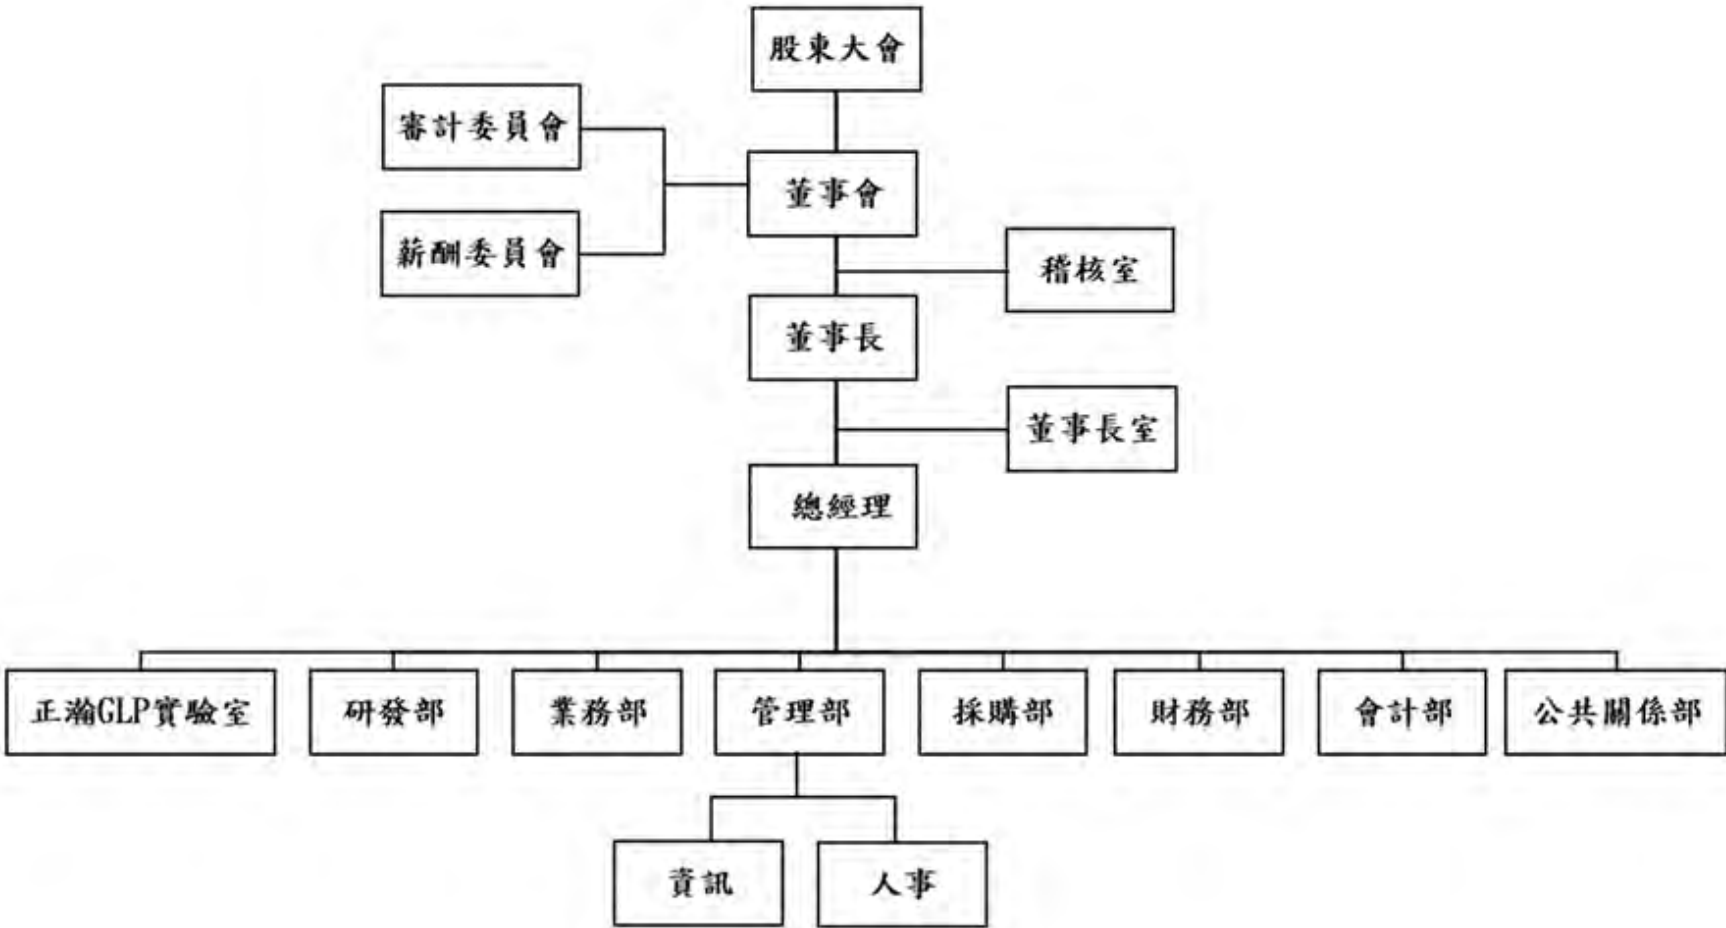 股東大會
審計委員會
董事會
薪酬委員會
稽核室
董事長
董事長室
總經理
正瀚GLP實驗室
研發部
業務部
管理部
採購部
財務部
會計部
公共關係部
資訊
人事